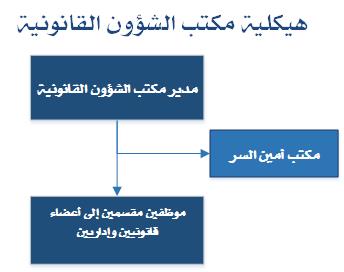 هيكلية مكتب الشؤون القانونية
مدير مكتب الشؤون القانونية
مكتب أمين السر
موظفين مقسمين إلى أعضاء
قانونيين وإداريين